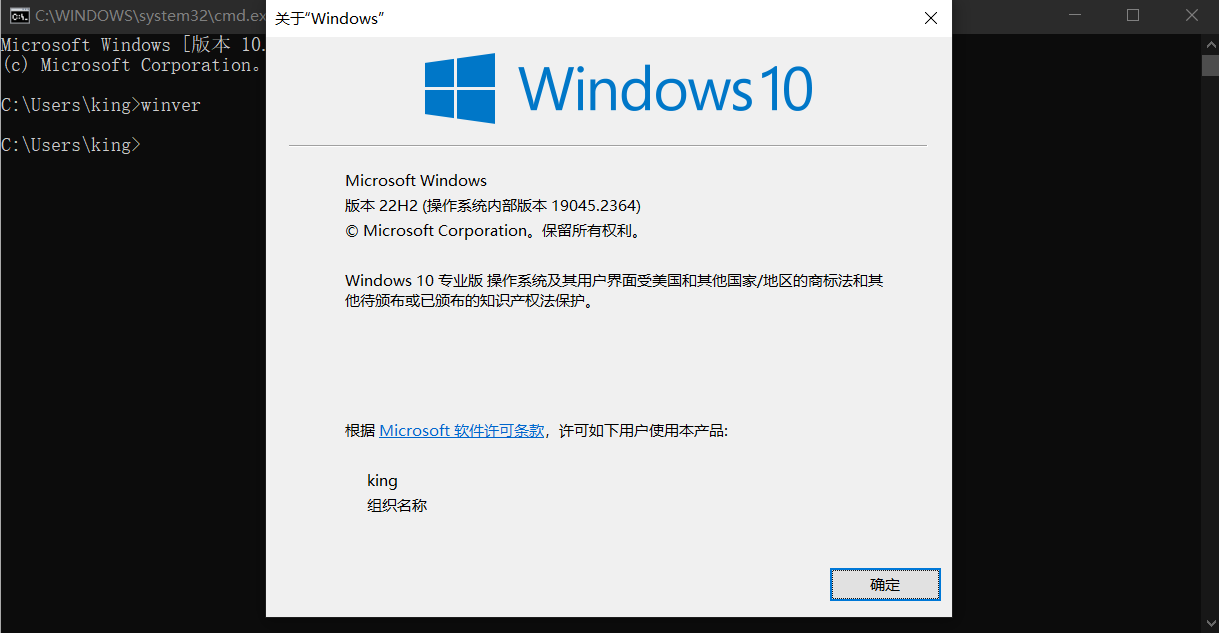 C:\WINDOWS\system32\cmd.ex
Microsoft Windows [版本 10.
(c) Microsoft Corporation。
C:\Users\king>winver
C:\Users\king>
关于“Windows”
Windows 10
Microsoft Windows
版本 22H2 (操作系统内部版本 19045.2364)
© Microsoft Corporation。保留所有权利。
Windows 10 专业版 操作系统及其用户界面受美国和其他国家/地区的商标法和其
他待颁布或已颁布的知识产权法保护。
根据 Microsoft 软件许可条款，许可如下用户使用本产品:
king
组织名称
确定